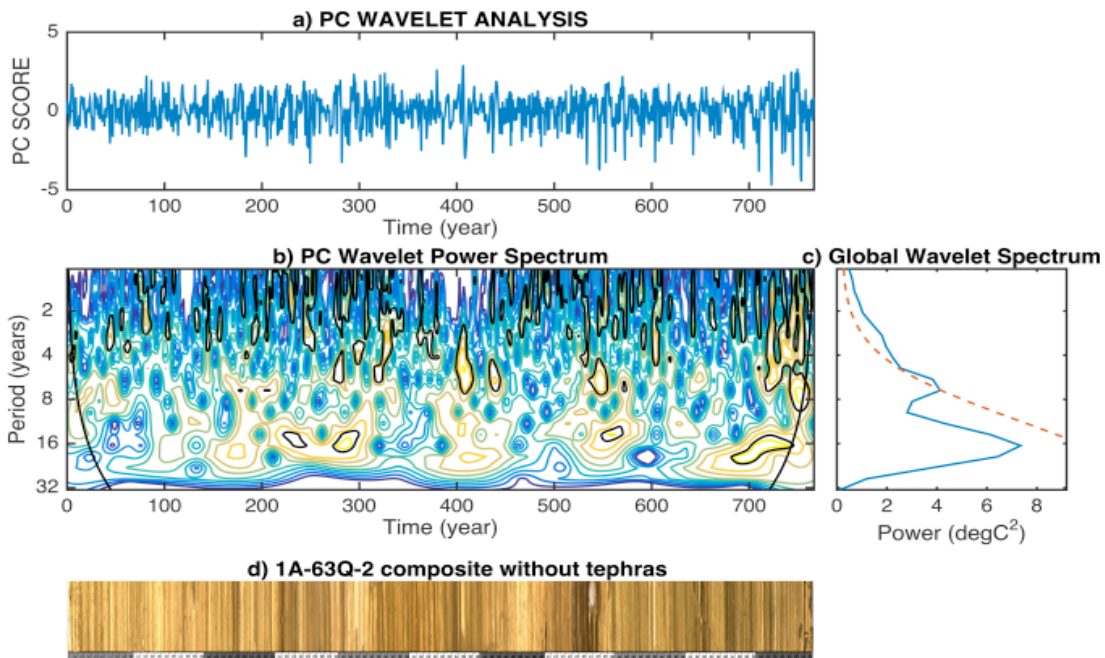 a) PC WAVELET ANALYSIS
5
0
-5
PC SCORE
0 100 200 300 400 500 600 700
Time (year)
b) PC Wavelet Power Spectrum
2
4
8
16
32
Period (years)
0 100 200 300 400 500 600 700
Time (year)
c) Global Wavelet Spectrum
0 2 4 6 8
Power (degC²)
d) 1A-63Q-2 composite without tephras